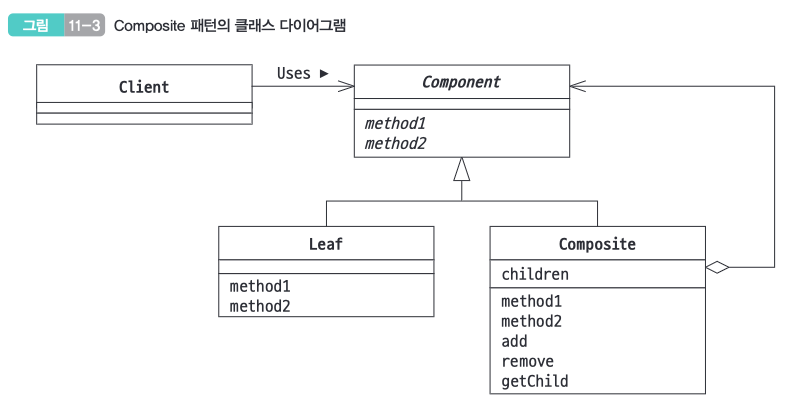 그림 11-3 Composite 패턴의 클래스 다이어그램
Client
Uses ▶
Component
method1
method2
Leaf
method1
method2
Composite
children
method1
method2
add
remove
getChild